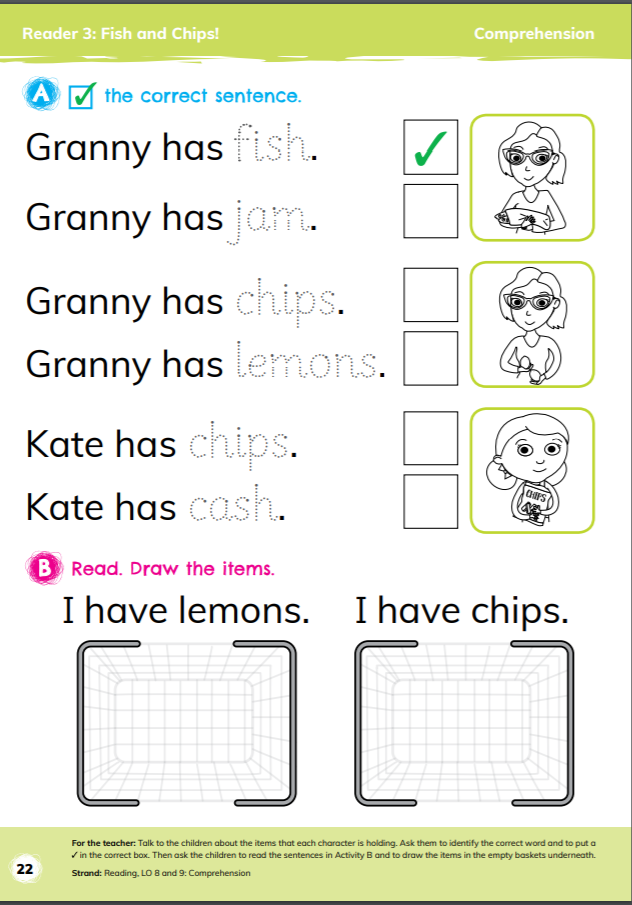 Reader 3: Fish and Chips!
Comprehension
A ✓ the correct sentence.
Granny has fish. ✓
Granny has jam.
Granny has chips.
Granny has lemons.
Kate has chips.
CHIPS
Kate has cash.
B Read. Draw the items.
I have lemons. I have chips.
For the teacher: Talk to the children about the items that each character is holding. Ask them to identify the correct word and to put a
✓ in the correct box. Then ask the children to read the sentences in Activity B and to draw the items in the empty baskets underneath.
22
Strand: Reading, LO 8 and 9: Comprehension